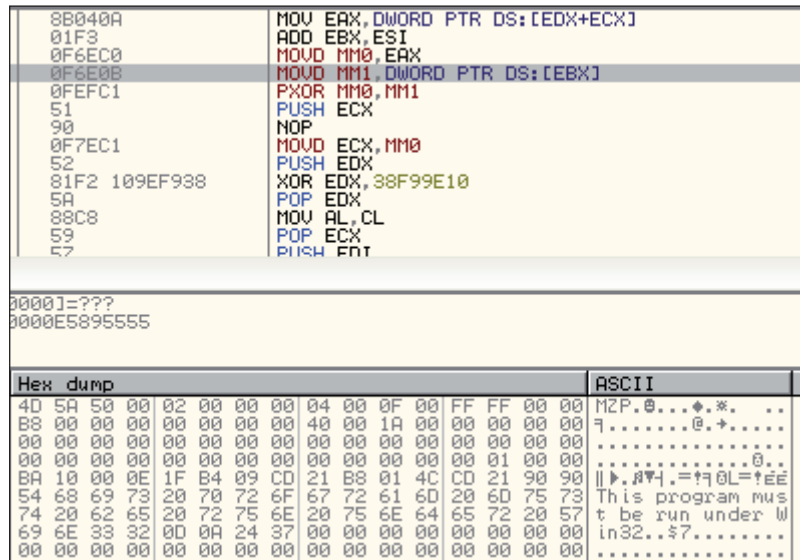 8B040A MOV EAX,DWORD PTR DS:[EDX+ECX]
01F3 ADD EBX,ESI
0F6EC0 MOVD MM0,EAX
0F6E0B MOVD MM1,DWORD PTR DS:[EBX]
0FEFC1 PXOR MM0,MM1
51 PUSH ECX
90 NOP
0F7EC1 MOVD ECX,MM0
52 PUSH EDX
81F2 109EF938 XOR EDX,38F99E10
5A POP EDX
88C8 MOV AL,CL
59 POP ECX
57 PUSH EDI
0000]=???
0000E5895555
Hex dump ASCII
4D 5A 50 00 02 00 00 00 04 00 0F 00 FF FF 00 00 MZP.
B8 00 00 00 00 00 00 00 40 00 1A 00 00 00 00 00 ........@.
00 00 00 00 00 00 00 00 00 00 00 00 00 00 00 00 ................
00 00 00 00 00 00 00 00 00 00 00 00 00 01 00 00
BA 10 00 0E 1F B4 09 CD 21 B8 01 4C CD 21 90 90
54 68 69 73 20 70 72 6F 67 72 61 6D 20 6D 75 73 This program mus
74 20 62 65 20 72 75 6E 20 75 6E 64 65 72 20 57 t be run under W
69 6E 33 32 0D 0A 24 37 00 00 00 00 00 00 00 00 in32..$7........
00 00 00 00 00 00 00 00 00 00 00 00 00 00 00 00 ................